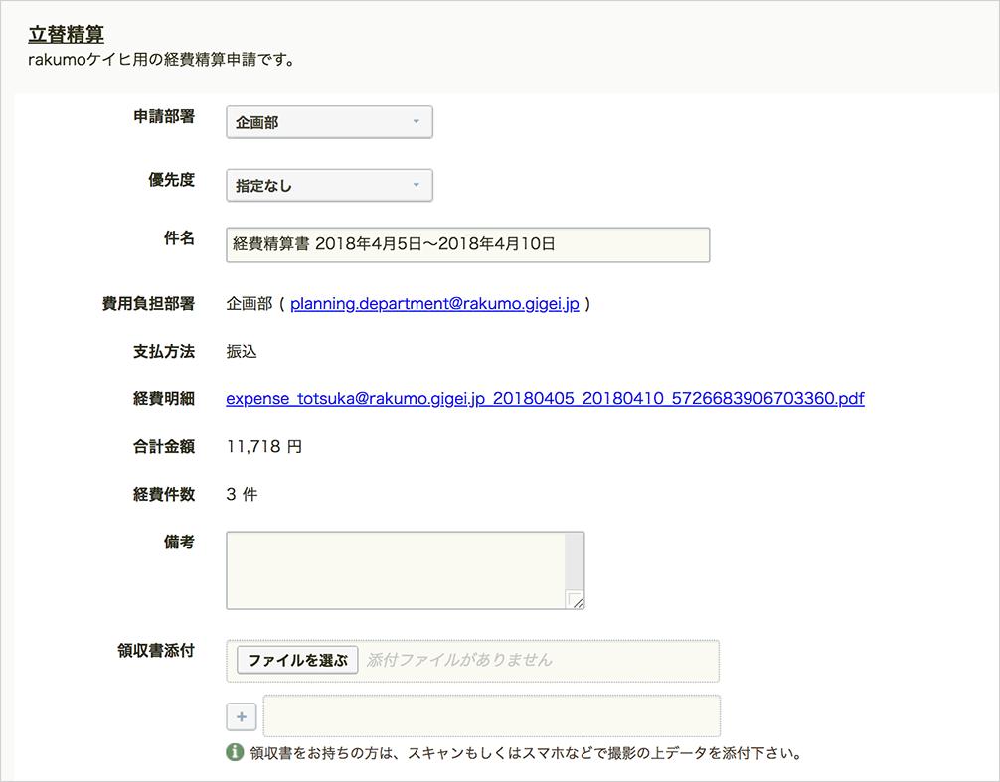 立替精算
rakumoケイヒ用の経費精算申請です。
申請部署 企画部
優先度 指定なし
件名 経費精算書 2018年4月5日〜2018年4月10日
費用負担部署 企画部 ( planning.department@rakumo.gigei.jp )
支払方法 振込
経費明細 expense_totsuka@rakumo.gigei.jp_20180405_20180410_5726683906703360.pdf
合計金額 11,718 円
経費件数 3 件
備考
領収書添付 ファイルを選ぶ 添付ファイルがありません
+
領収書をお持ちの方は、スキャンもしくはスマホなどで撮影の上データを添付下さい。